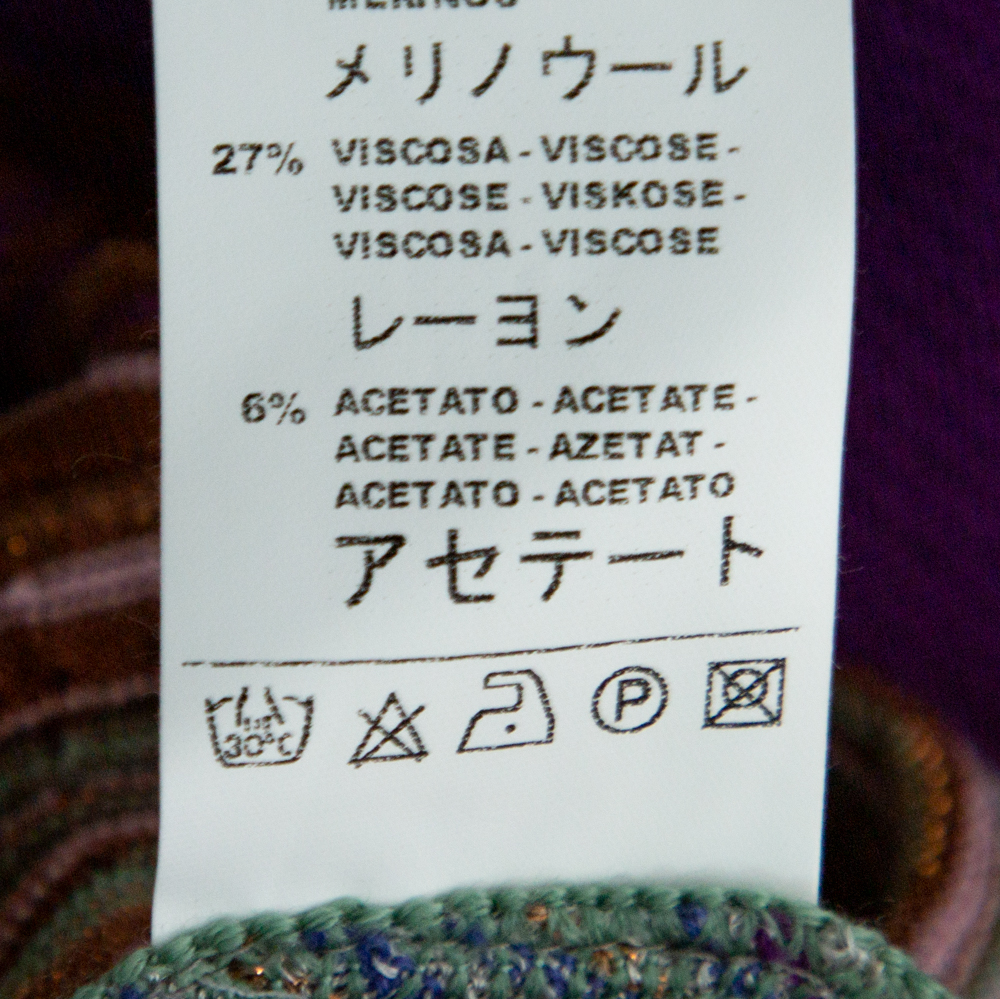 MERINOS
メリノウール
27% VISCOSA - VISCOSE -
VISCOSE - VISKOSE -
VISCOSA - VISCOSE
レーヨン
6% ACETATO - ACETATE -
ACETATE - AZETAT -
ACETATO - ACETATO
アセテート
30°C P